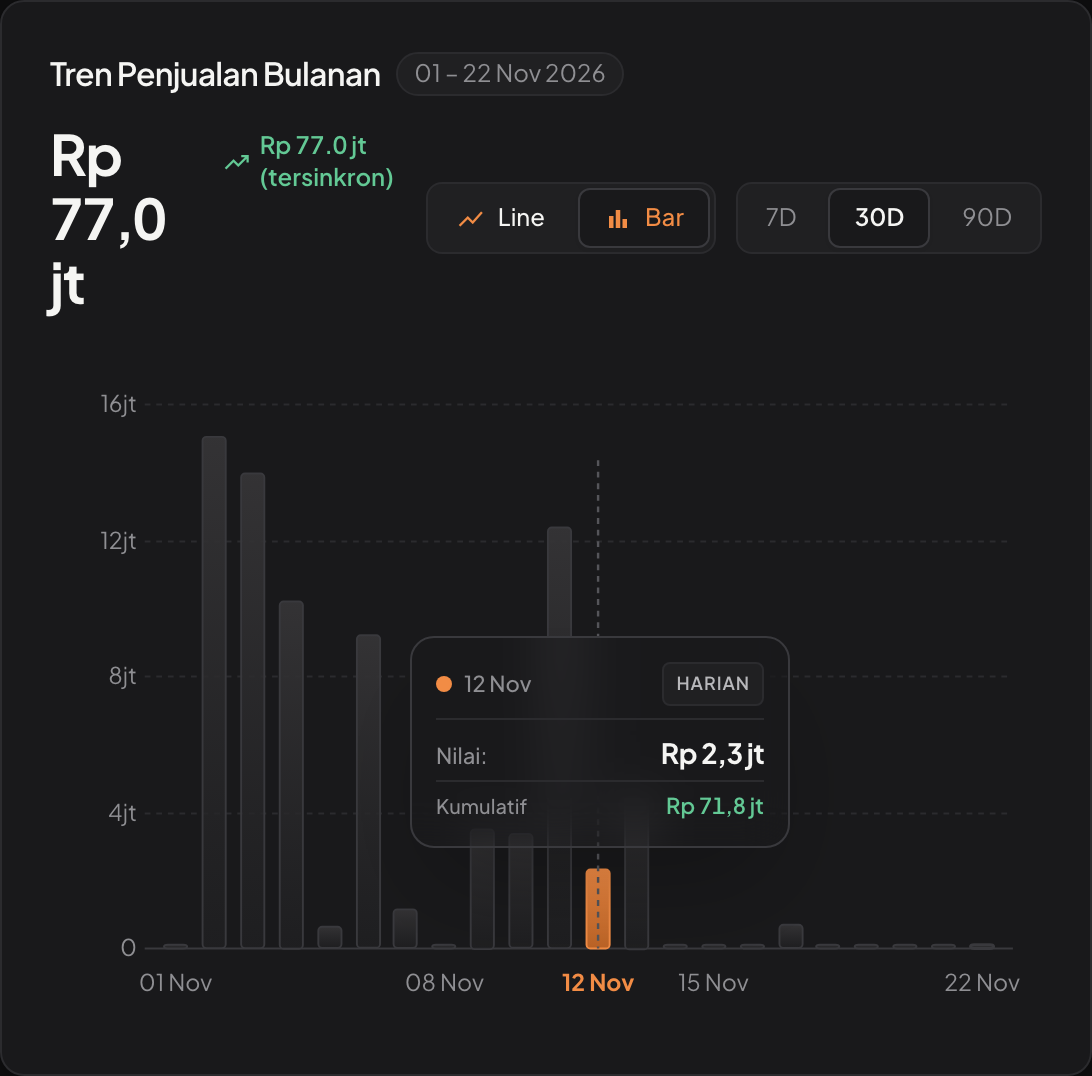 Tren Penjualan Bulanan
01 – 22 Nov 2026
Rp
77,0
jt
Rp 77.0 jt
(tersinkron)
Line
Bar
7D
30D
90D
16jt
12jt
8jt
4jt
0
12 Nov
HARIAN
Nilai:
Rp 2,3 jt
Kumulatif
Rp 71,8 jt
01 Nov
08 Nov
12 Nov
15 Nov
22 Nov